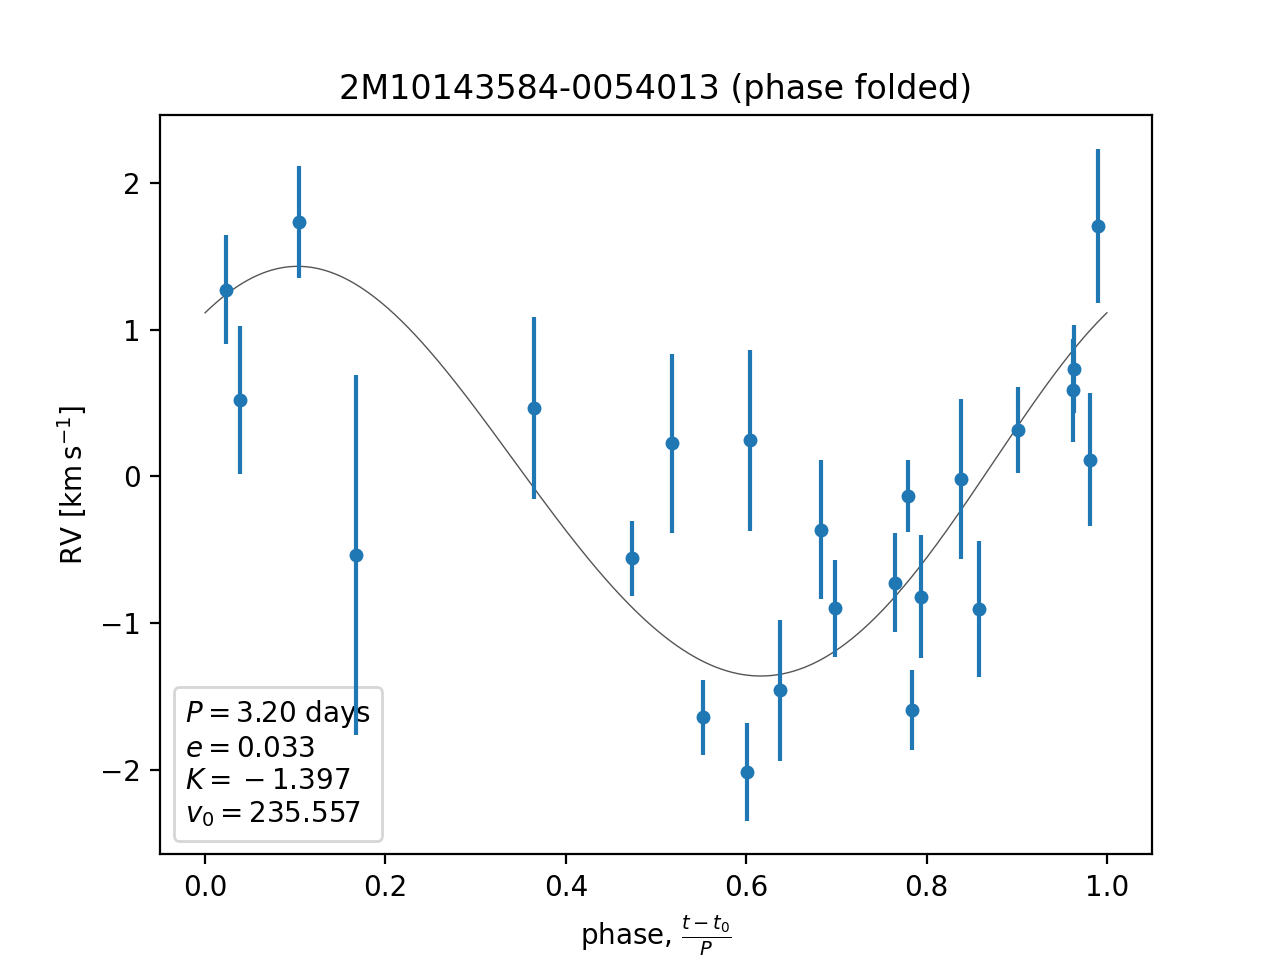 2M10143584-0054013 (phase folded)
RV [km s⁻¹]
2
1
0
−1
−2
P = 3.20 days
e = 0.033
K = −1.397
v₀ = 235.557
0.0 0.2 0.4 0.6 0.8 1.0
phase, (t − t₀)/P